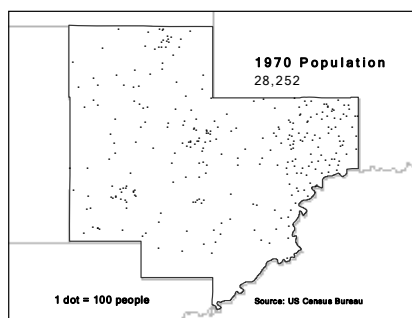 1970 Population
28,252
1 dot = 100 people
Source: US Census Bureau